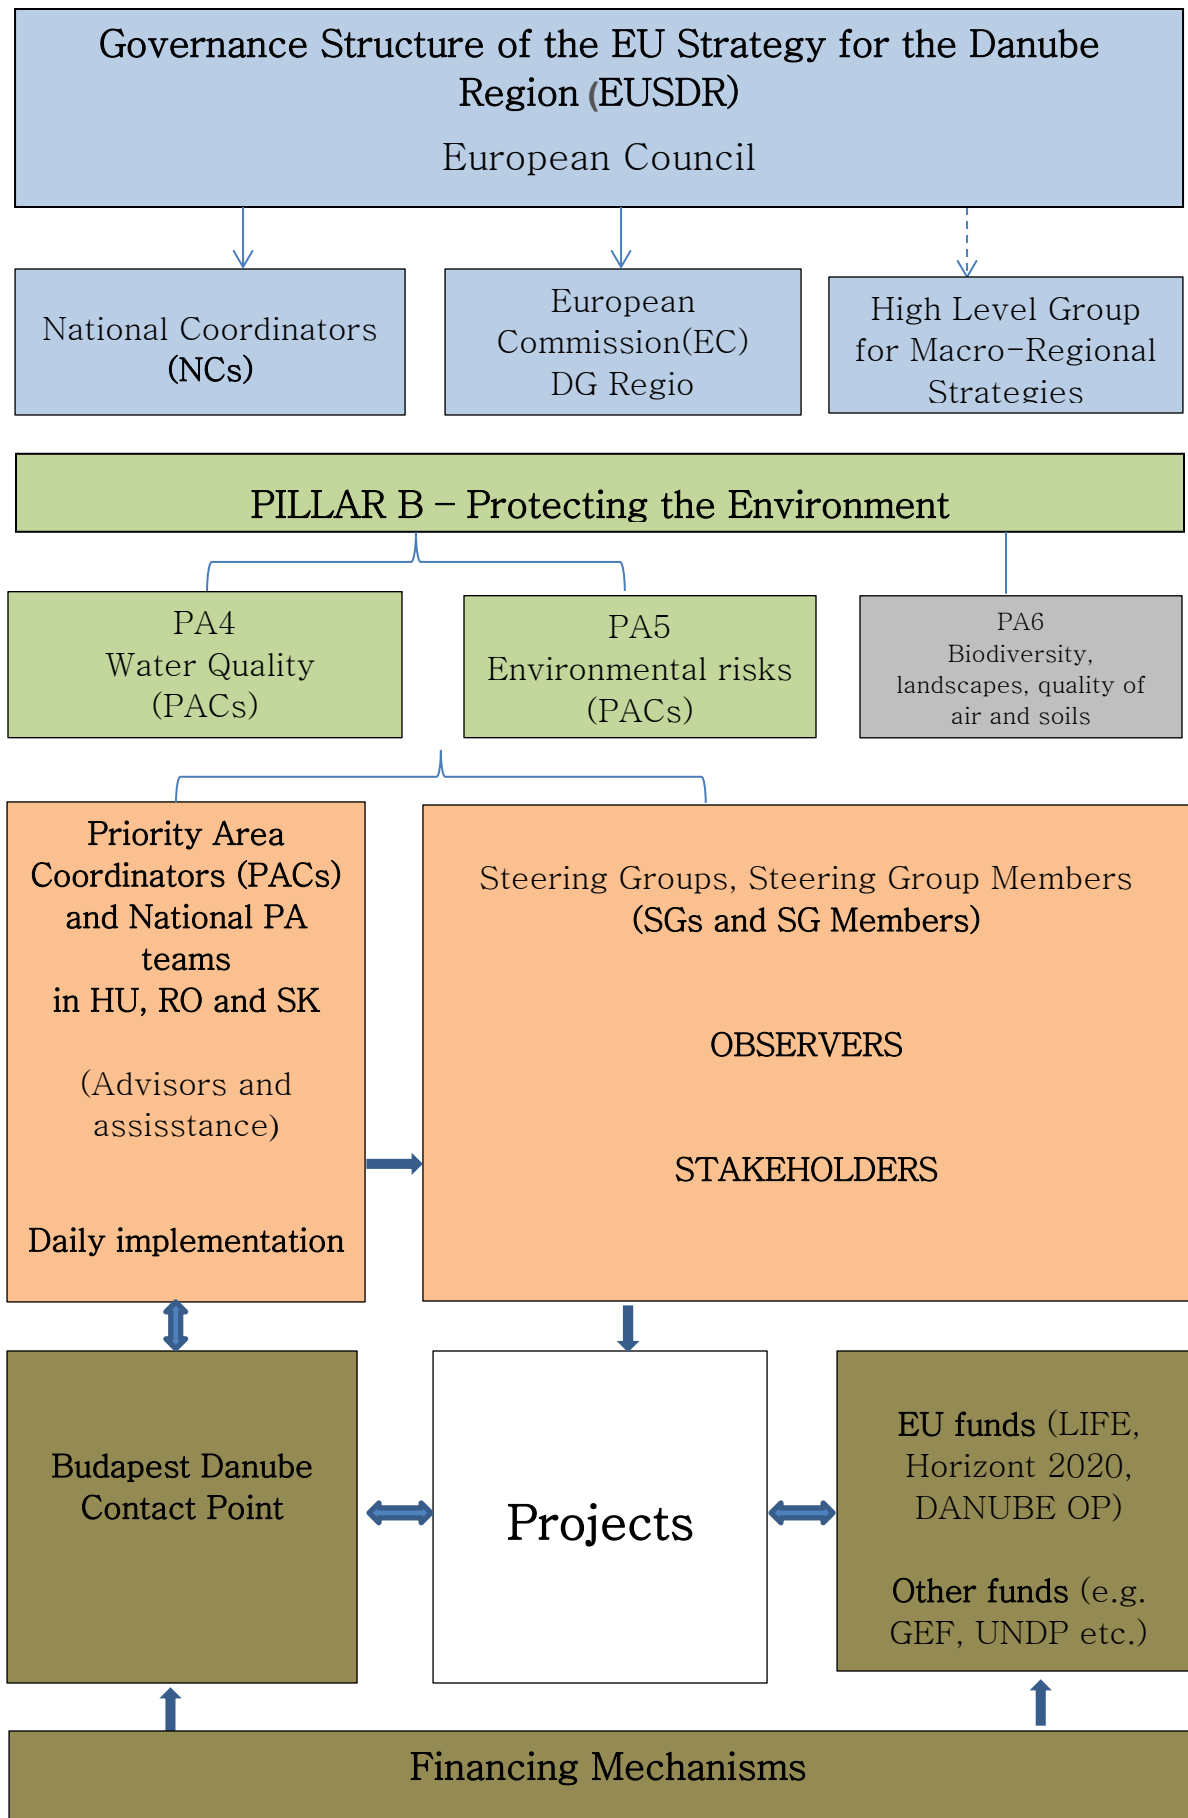 Governance Structure of the EU Strategy for the Danube
Region (EUSDR)
European Council
National Coordinators
(NCs)
European
Commission(EC)
DG Regio
High Level Group
for Macro-Regional
Strategies
PILLAR B – Protecting the Environment
PA4
Water Quality
(PACs)
PA5
Environmental risks
(PACs)
PA6
Biodiversity,
landscapes, quality of
air and soils
Priority Area
Coordinators (PACs)
and National PA
teams
in HU, RO and SK
(Advisors and
assisstance)
Daily implementation
Steering Groups, Steering Group Members
(SGs and SG Members)
OBSERVERS
STAKEHOLDERS
Budapest Danube
Contact Point
Projects
EU funds (LIFE,
Horizont 2020,
DANUBE OP)
Other funds (e.g.
GEF, UNDP etc.)
Financing Mechanisms